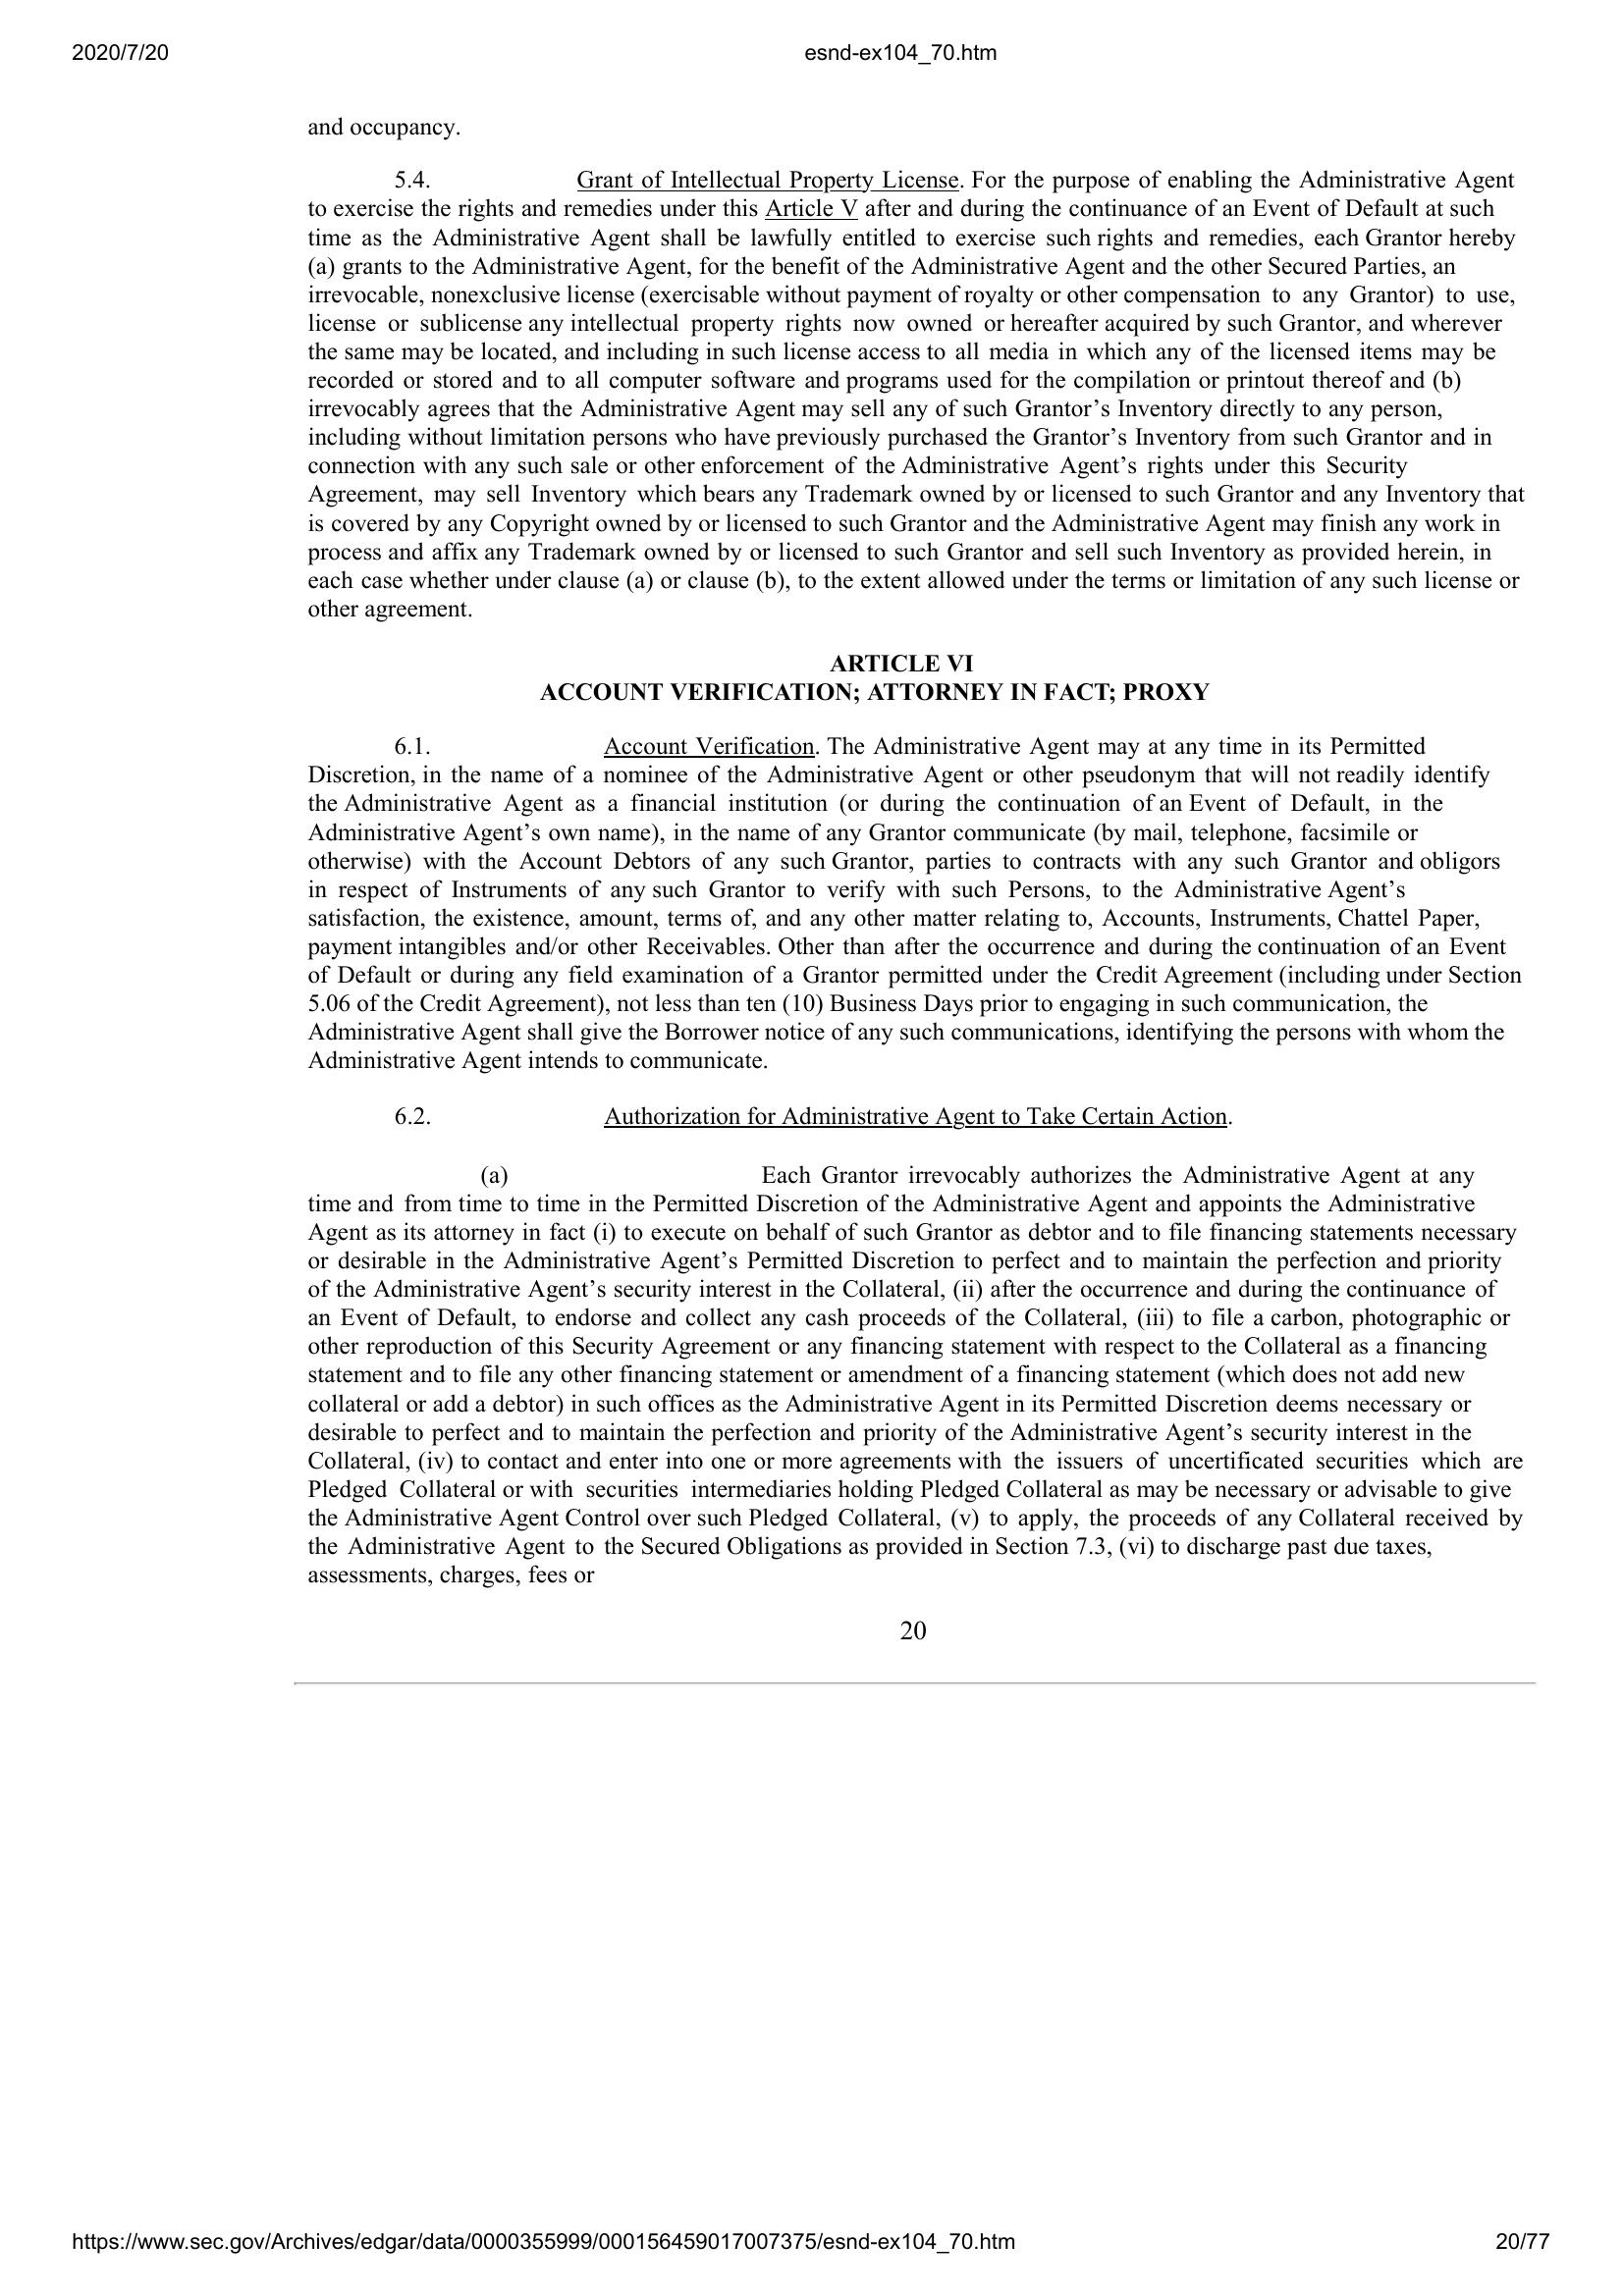 2020/7/20 esnd-ex104_70.htm
and occupancy.
5.4. Grant of Intellectual Property License. For the purpose of enabling the Administrative Agent
to exercise the rights and remedies under this Article V after and during the continuance of an Event of Default at such
time as the Administrative Agent shall be lawfully entitled to exercise such rights and remedies, each Grantor hereby
(a) grants to the Administrative Agent, for the benefit of the Administrative Agent and the other Secured Parties, an
irrevocable, nonexclusive license (exercisable without payment of royalty or other compensation to any Grantor) to use,
license or sublicense any intellectual property rights now owned or hereafter acquired by such Grantor, and wherever
the same may be located, and including in such license access to all media in which any of the licensed items may be
recorded or stored and to all computer software and programs used for the compilation or printout thereof and (b)
irrevocably agrees that the Administrative Agent may sell any of such Grantor’s Inventory directly to any person,
including without limitation persons who have previously purchased the Grantor’s Inventory from such Grantor and in
connection with any such sale or other enforcement of the Administrative Agent’s rights under this Security
Agreement, may sell Inventory which bears any Trademark owned by or licensed to such Grantor and any Inventory that
is covered by any Copyright owned by or licensed to such Grantor and the Administrative Agent may finish any work in
process and affix any Trademark owned by or licensed to such Grantor and sell such Inventory as provided herein, in
each case whether under clause (a) or clause (b), to the extent allowed under the terms or limitation of any such license or
other agreement.
ARTICLE VI
ACCOUNT VERIFICATION; ATTORNEY IN FACT; PROXY
6.1. Account Verification. The Administrative Agent may at any time in its Permitted
Discretion, in the name of a nominee of the Administrative Agent or other pseudonym that will not readily identify
the Administrative Agent as a financial institution (or during the continuation of an Event of Default, in the
Administrative Agent’s own name), in the name of any Grantor communicate (by mail, telephone, facsimile or
otherwise) with the Account Debtors of any such Grantor, parties to contracts with any such Grantor and obligors
in respect of Instruments of any such Grantor to verify with such Persons, to the Administrative Agent’s
satisfaction, the existence, amount, terms of, and any other matter relating to, Accounts, Instruments, Chattel Paper,
payment intangibles and/or other Receivables. Other than after the occurrence and during the continuation of an Event
of Default or during any field examination of a Grantor permitted under the Credit Agreement (including under Section
5.06 of the Credit Agreement), not less than ten (10) Business Days prior to engaging in such communication, the
Administrative Agent shall give the Borrower notice of any such communications, identifying the persons with whom the
Administrative Agent intends to communicate.
6.2. Authorization for Administrative Agent to Take Certain Action.
(a) Each Grantor irrevocably authorizes the Administrative Agent at any
time and from time to time in the Permitted Discretion of the Administrative Agent and appoints the Administrative
Agent as its attorney in fact (i) to execute on behalf of such Grantor as debtor and to file financing statements necessary
or desirable in the Administrative Agent’s Permitted Discretion to perfect and to maintain the perfection and priority
of the Administrative Agent’s security interest in the Collateral, (ii) after the occurrence and during the continuance of
an Event of Default, to endorse and collect any cash proceeds of the Collateral, (iii) to file a carbon, photographic or
other reproduction of this Security Agreement or any financing statement with respect to the Collateral as a financing
statement and to file any other financing statement or amendment of a financing statement (which does not add new
collateral or add a debtor) in such offices as the Administrative Agent in its Permitted Discretion deems necessary or
desirable to perfect and to maintain the perfection and priority of the Administrative Agent’s security interest in the
Collateral, (iv) to contact and enter into one or more agreements with the issuers of uncertificated securities which are
Pledged Collateral or with securities intermediaries holding Pledged Collateral as may be necessary or advisable to give
the Administrative Agent Control over such Pledged Collateral, (v) to apply, the proceeds of any Collateral received by
the Administrative Agent to the Secured Obligations as provided in Section 7.3, (vi) to discharge past due taxes,
assessments, charges, fees or
20
https://www.sec.gov/Archives/edgar/data/0000355999/000156459017007375/esnd-ex104_70.htm 20/77